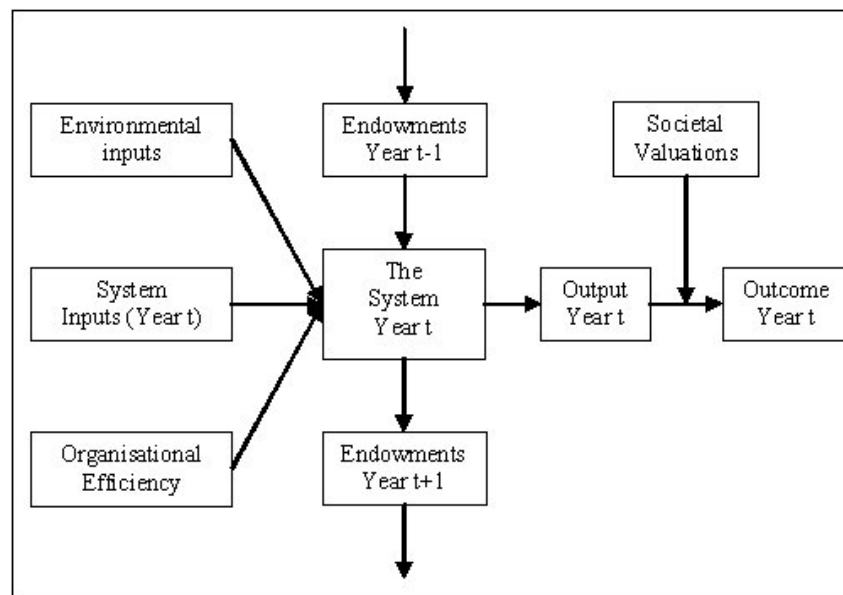 Environmental
inputs
Endowments
Year t-1
Societal
Valuations
System
Inputs (Year t)
The
System
Year t
Output
Year t
Outcome
Year t
Organisational
Efficiency
Endowments
Year t+1